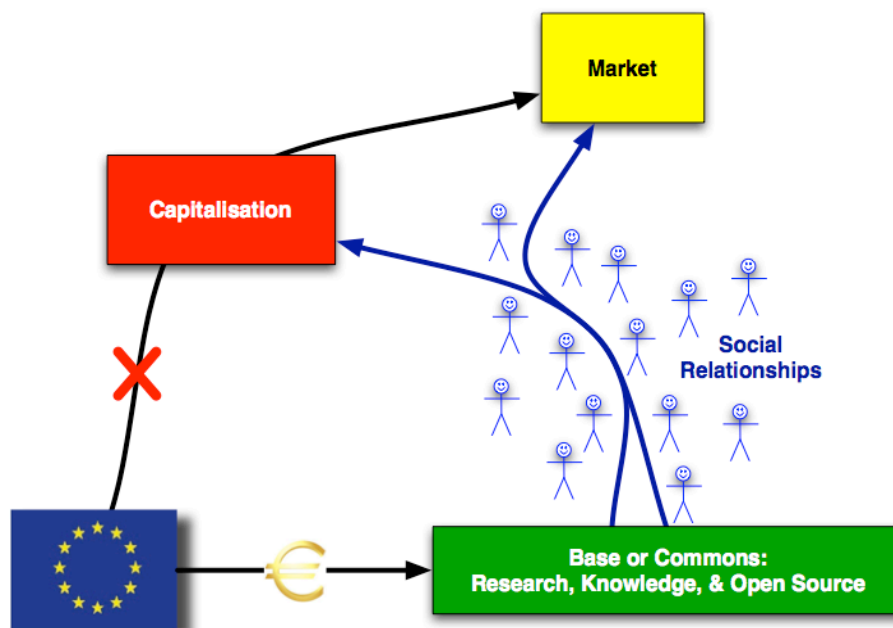 Market
Capitalisation
Social
Relationships
€
Base or Commons:
Research, Knowledge, & Open Source